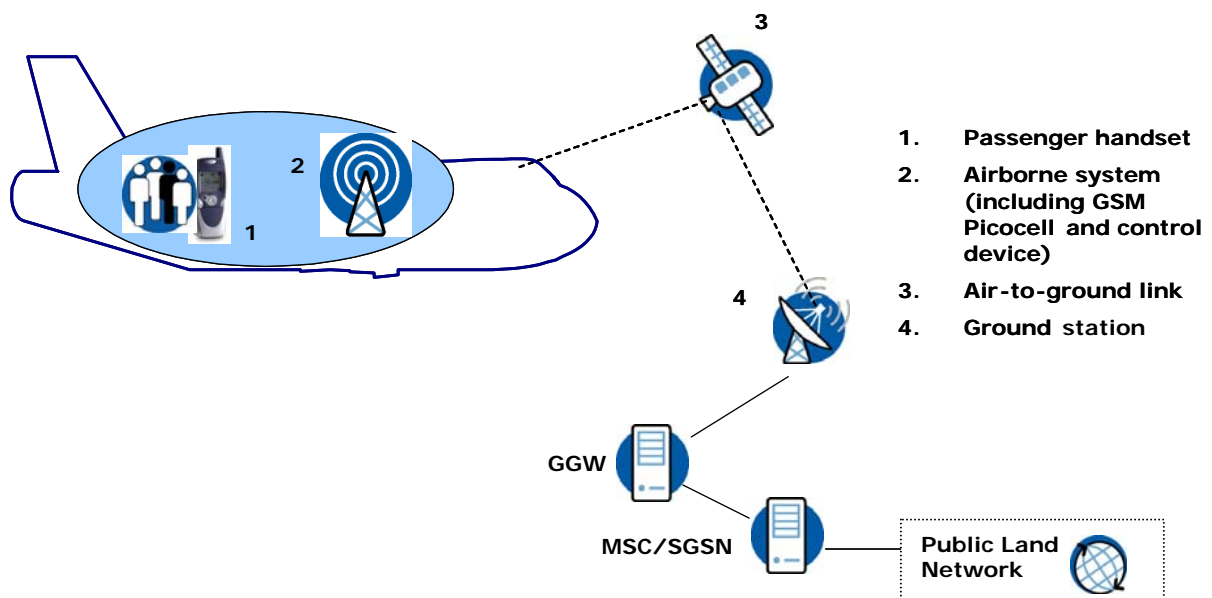 3
2
1
4
1. Passenger handset
2. Airborne system
(including GSM
Picocell and control
device)
3. Air-to-ground link
4. Ground station
GGW
MSC/SGSN
Public Land
Network